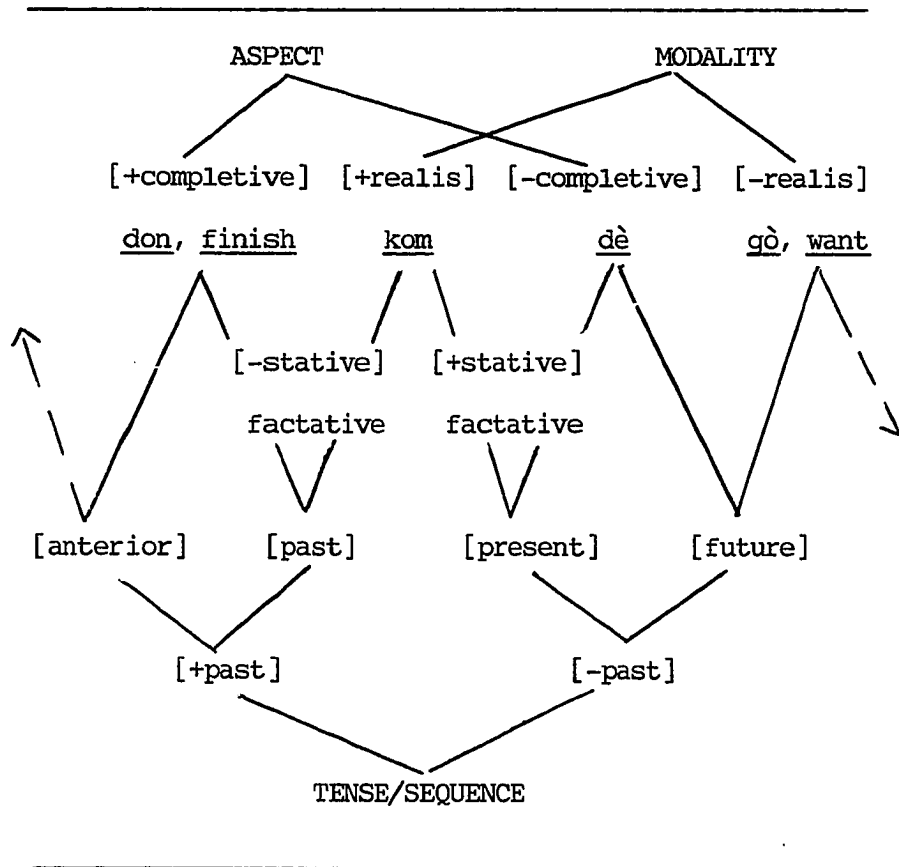 ASPECT MODALITY
[+completive] [+realis] [-completive] [-realis]
don, finish kom dè gò, want
[-stative] [+stative]
factative factative
[anterior] [past] [present] [future]
[+past] [-past]
TENSE/SEQUENCE